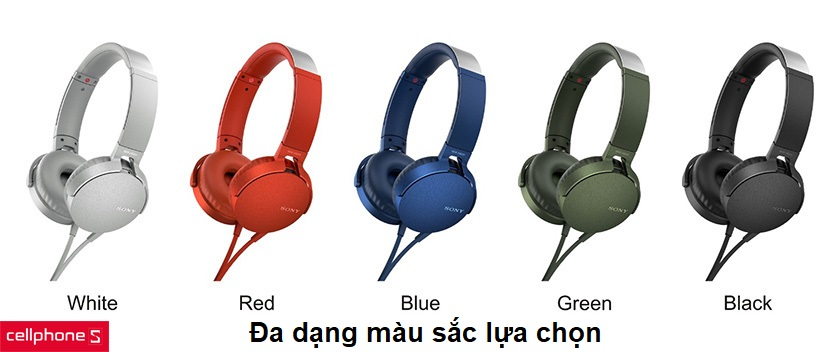 SONY SONY SONY SONY SONY
White Red Blue Green Black
cellphone S Đa dạng màu sắc lựa chọn